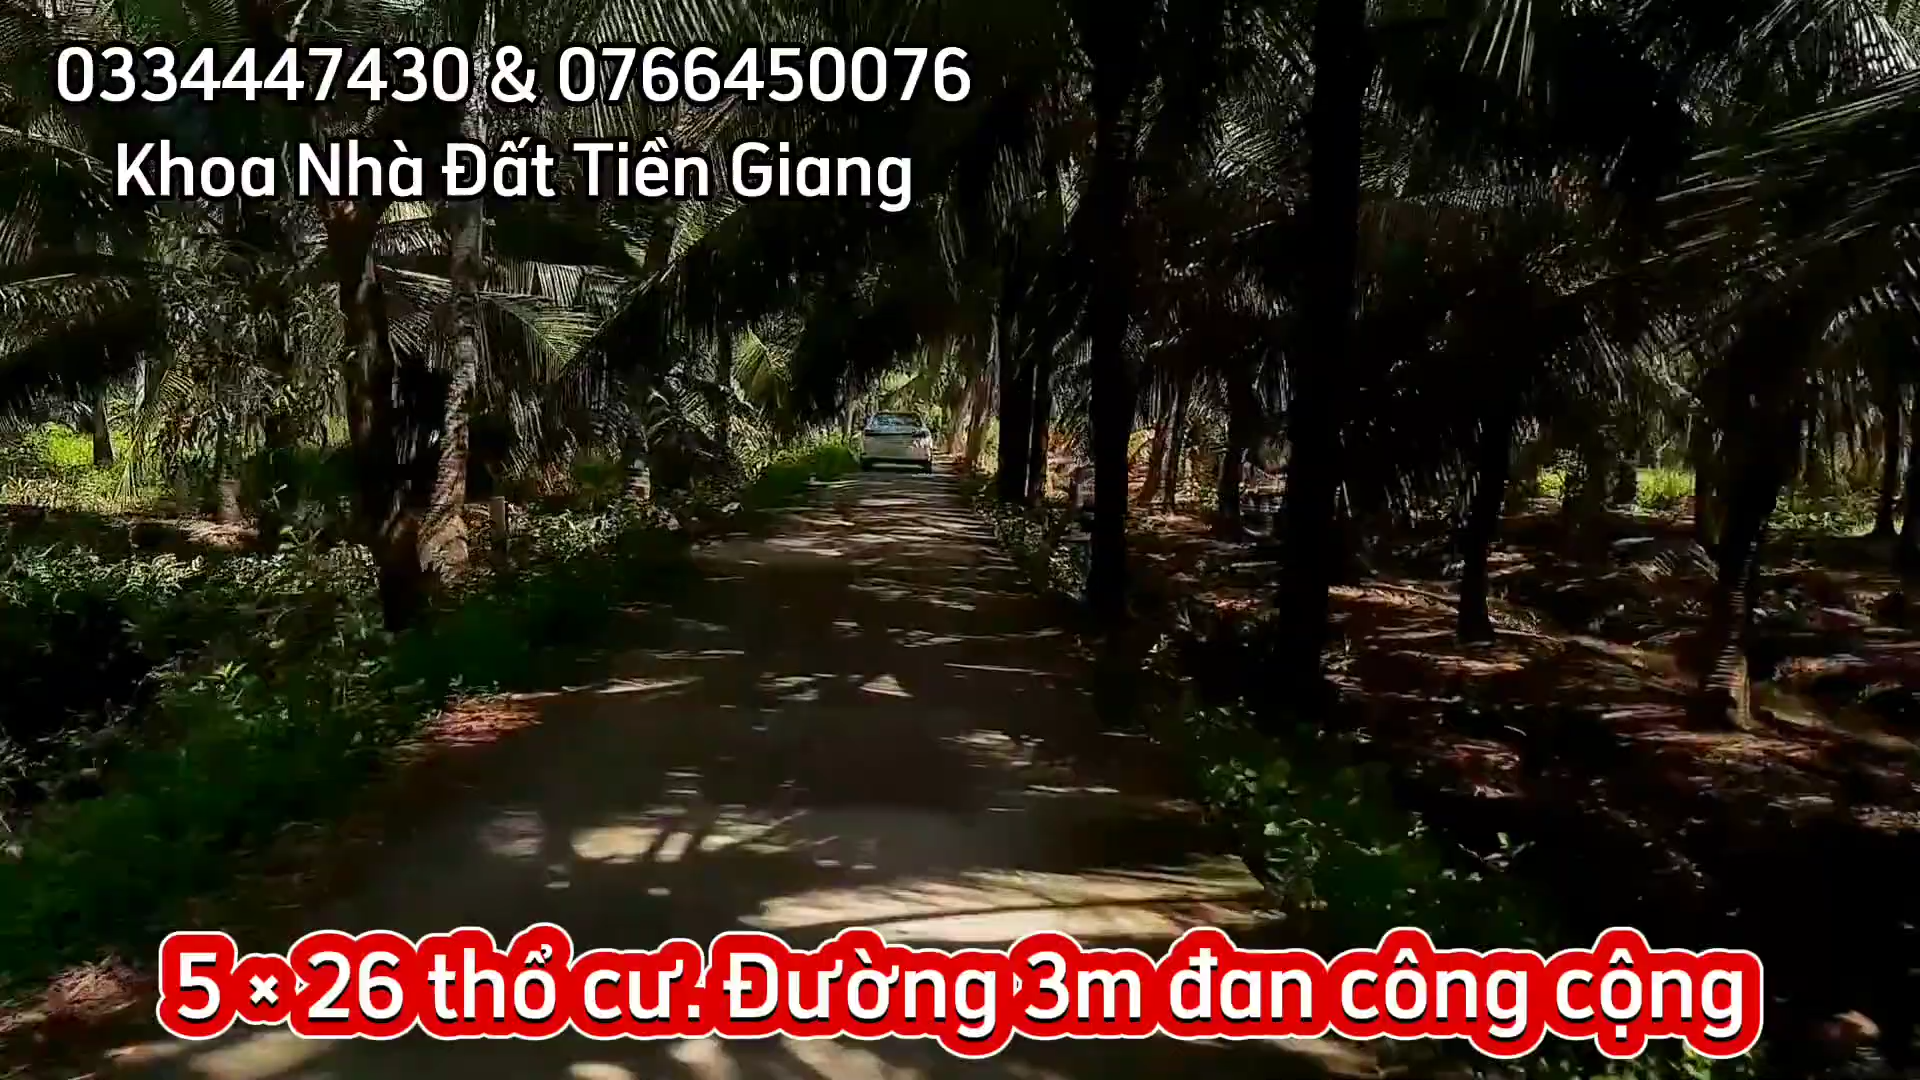 0334447430 & 0766450076
Khoa Nhà Đất Tiền Giang
5 × 26 thổ cư. Đường 3m đan công cộng